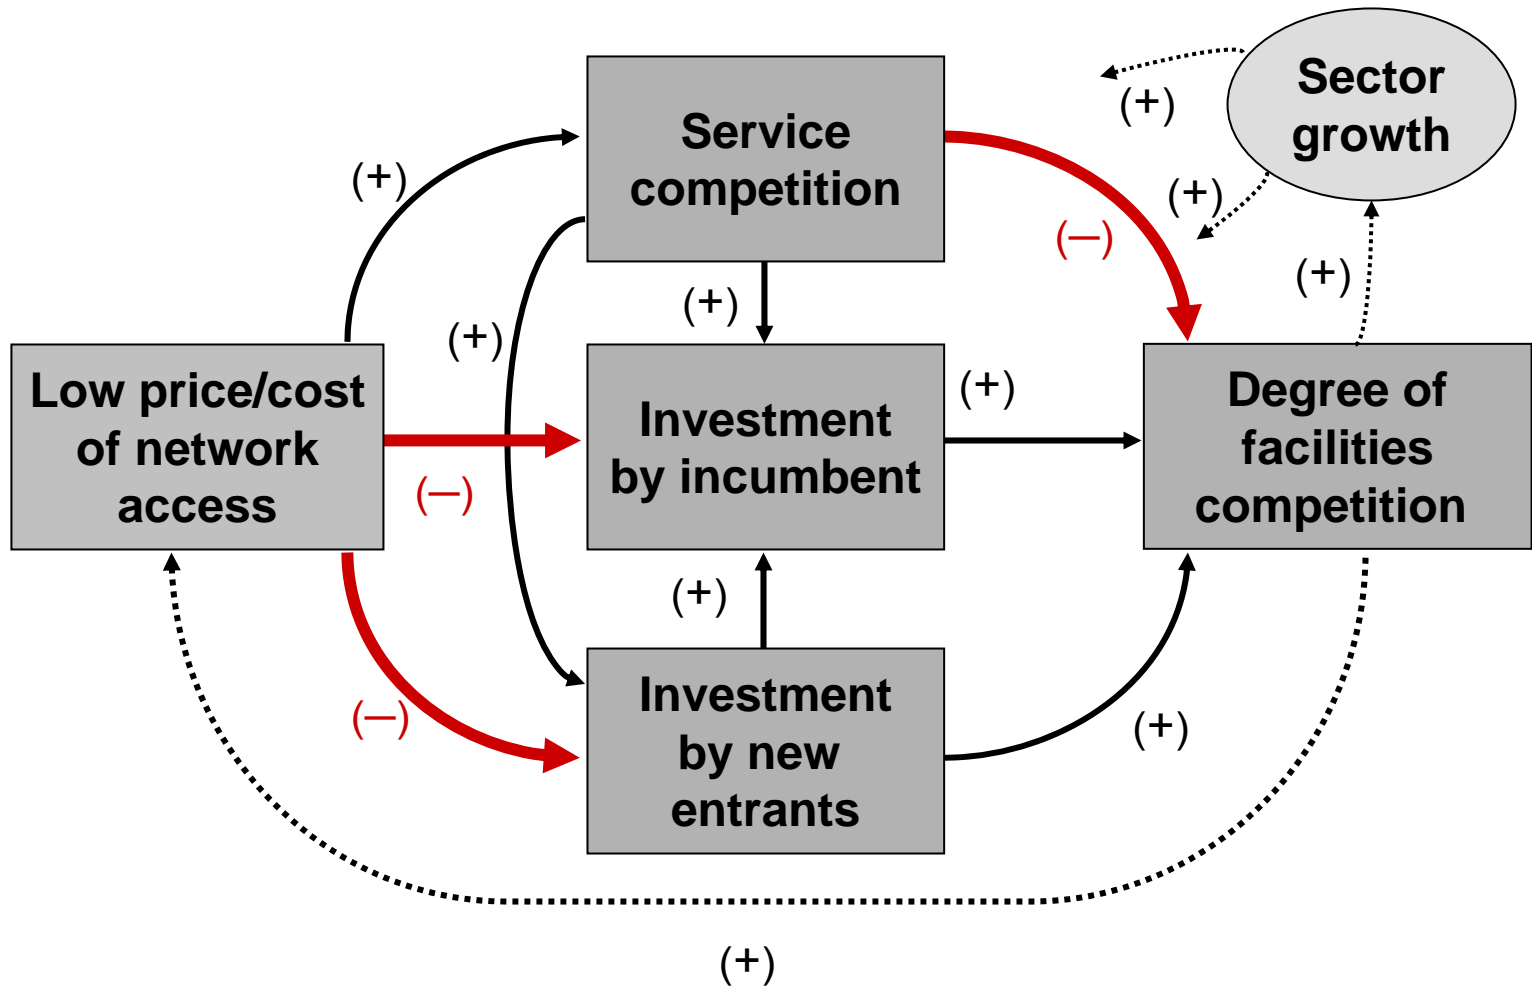 Sector
growth
(+)
Service
competition
(+)
(+)
(—)
(+)
(+)
(+)
Low price/cost
of network
access
Investment
by incumbent
(+)
Degree of
facilities
competition
(—)
(+)
Investment
by new
entrants
(—)
(+)
(+)